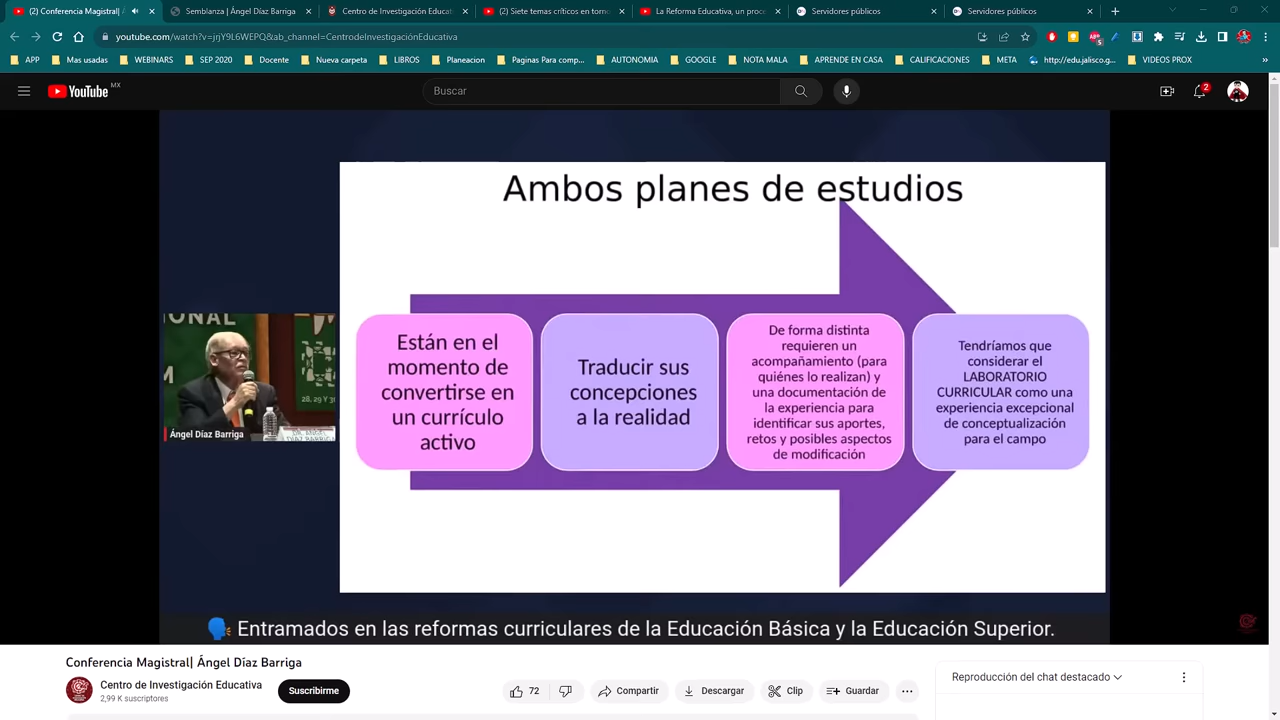 (2) Conferencia Magistral|
Semblanza | Ángel Díaz Barriga
Centro de Investigación Educat
(2) Siete temas críticos en torno
La Reforma Educativa, un proce
Servidores públicos
Servidores públicos
youtube.com/watch?v=jrjY9L6WEPQ&ab_channel=CentrodeInvestigaciónEducativa
APP
Mas usadas
WEBINARS
SEP 2020
Docente
Nueva carpeta
LIBROS
Planeacion
Paginas Para comp...
AUTONOMIA
GOOGLE
NOTA MALA
APRENDE EN CASA
CALIFICACIONES
META
http://edu.jalisco.g...
VIDEOS PROX
»
YouTube MX
Buscar
2
Ambos planes de estudios
Están en el
momento de
convertirse en
un currículo
activo
Traducir sus
concepciones
a la realidad
De forma distinta
requieren un
acompañamiento (para
quiénes lo realizan) y
una documentación de
la experiencia para
identificar sus aportes,
retos y posibles aspectos
de modificación
Tendríamos que
considerar el
LABORATORIO
CURRICULAR como una
experiencia excepcional
de conceptualización
para el campo
IONAL
28, 29 Y 3
Ángel Díaz Barriga
Entramados en las reformas curriculares de la Educación Básica y la Educación Superior.
Conferencia Magistral| Ángel Díaz Barriga
Centro de Investigación Educativa
2,99 K suscriptores
Suscribirme
72
Compartir
Descargar
Clip
Guardar
Reproducción del chat destacado